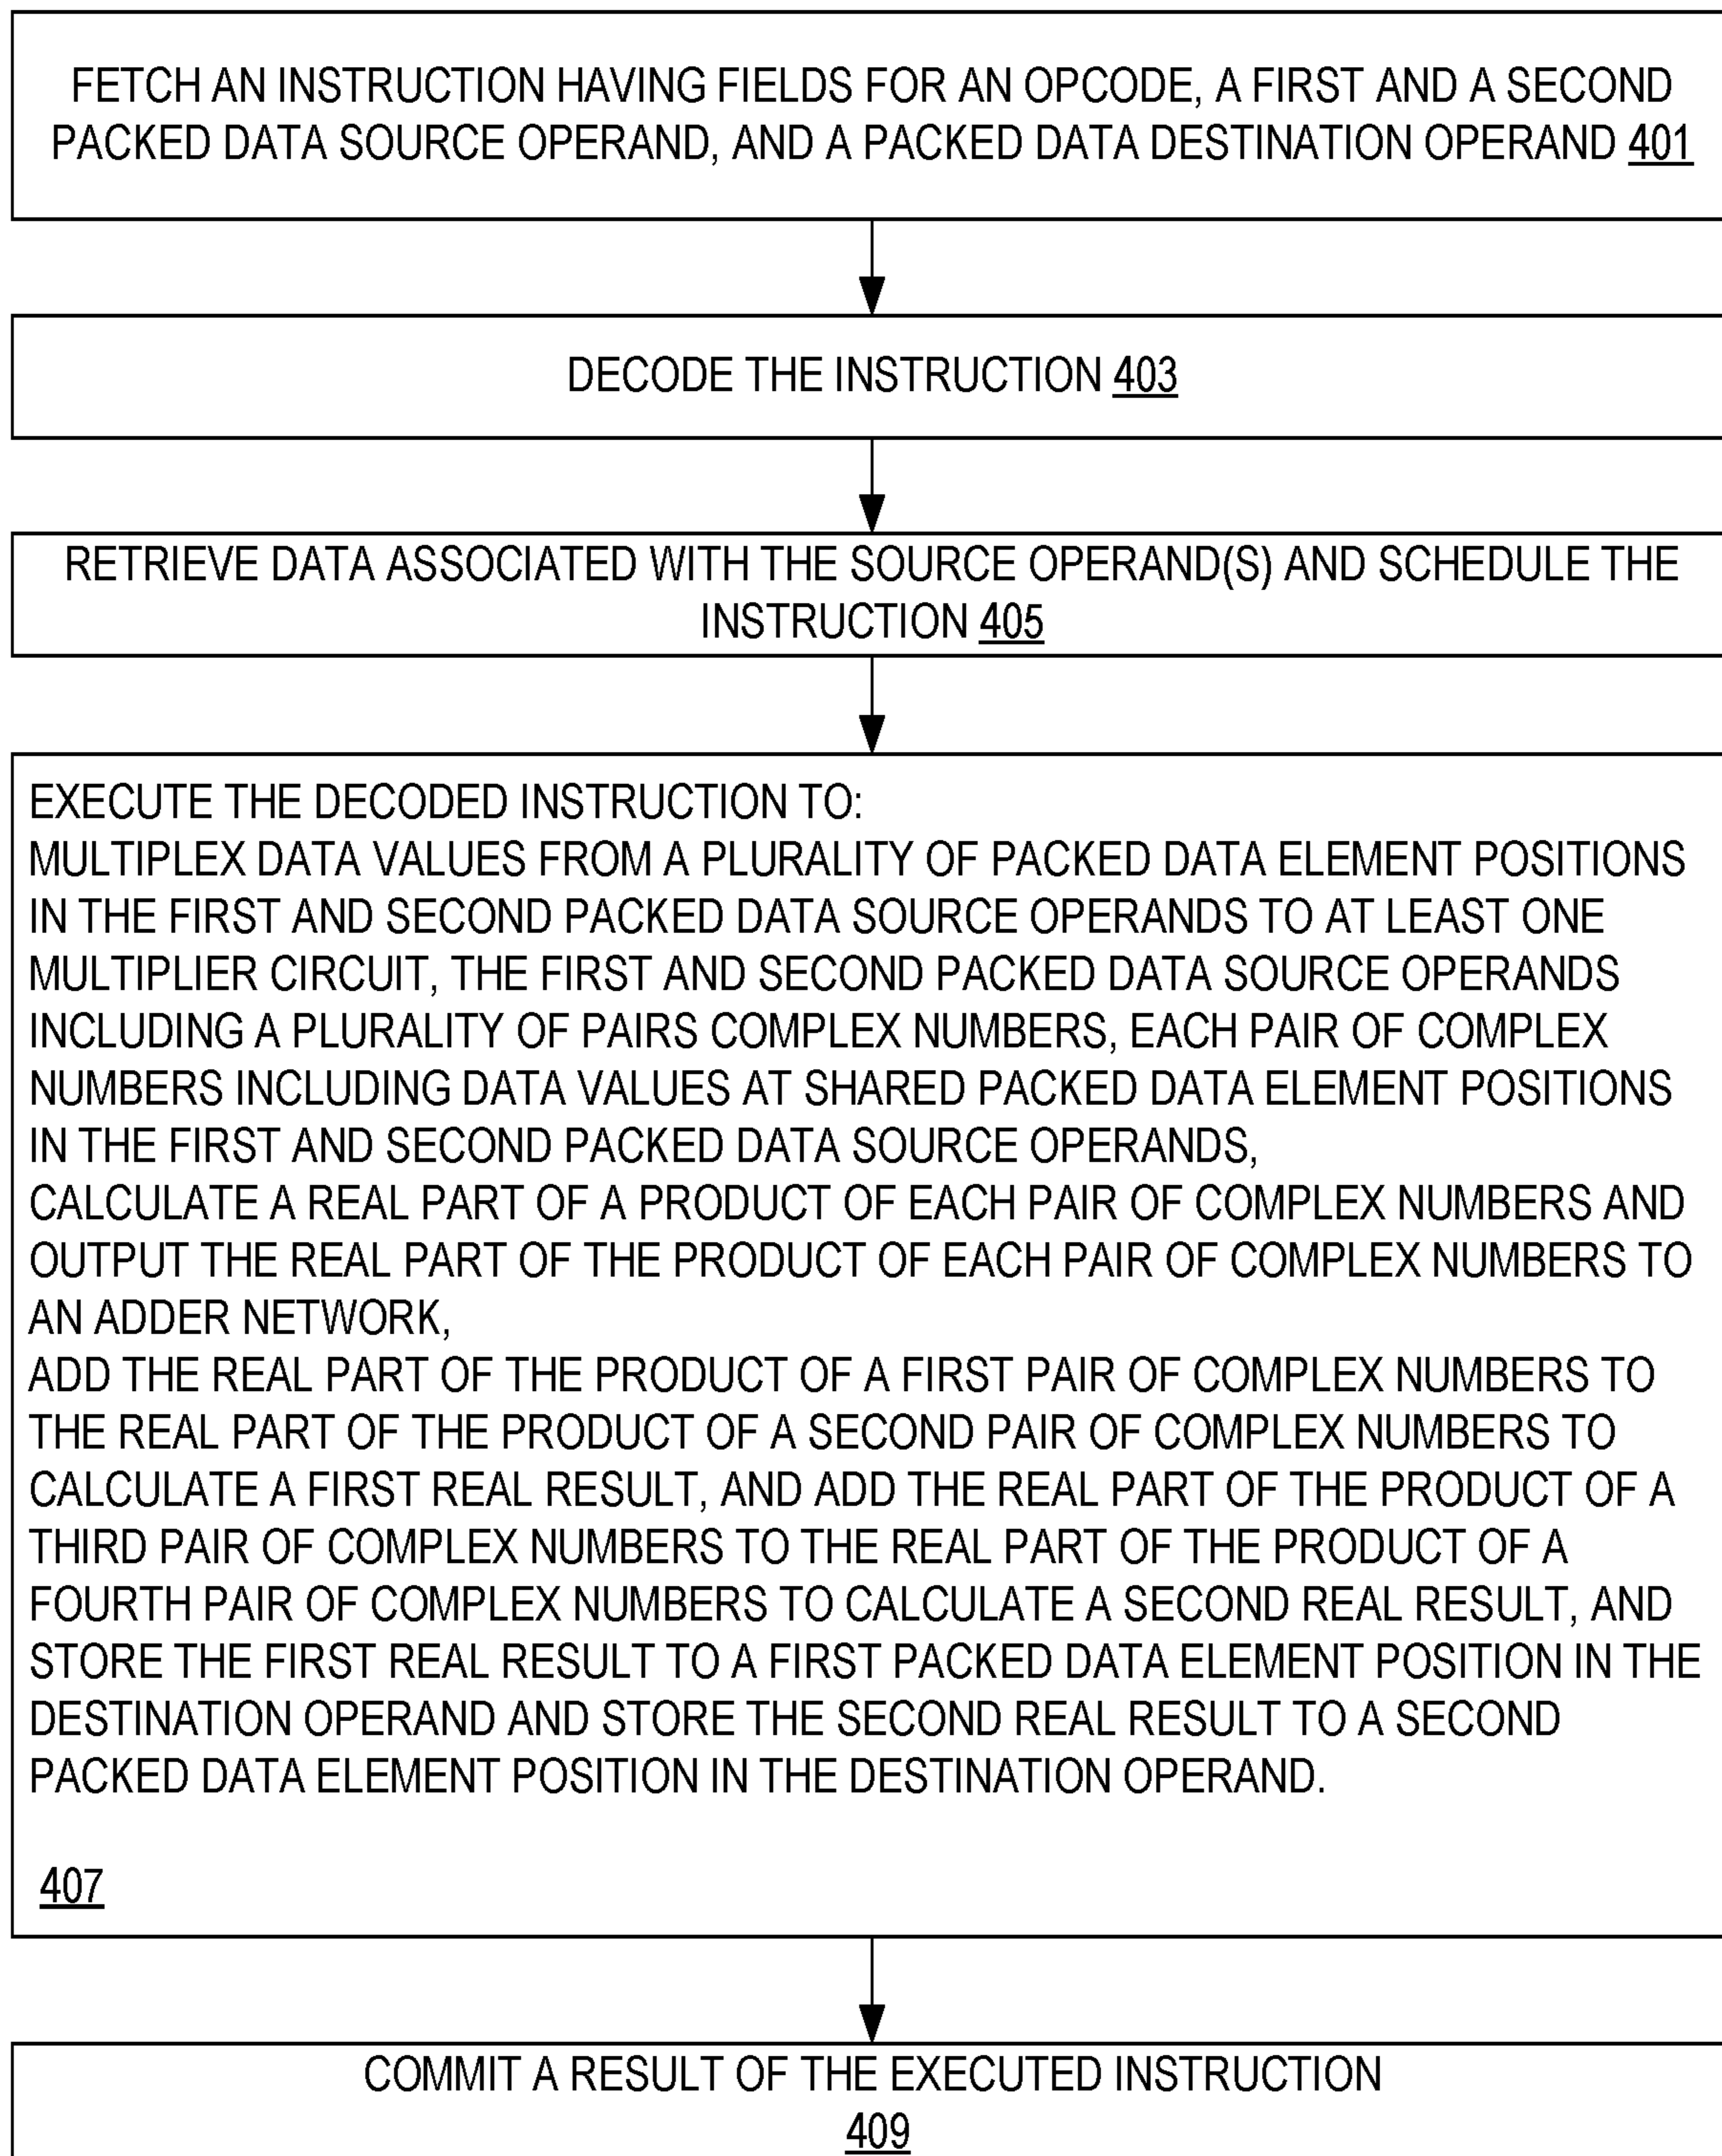 FETCH AN INSTRUCTION HAVING FIELDS FOR AN OPCODE, A FIRST AND A SECOND
PACKED DATA SOURCE OPERAND, AND A PACKED DATA DESTINATION OPERAND 401
DECODE THE INSTRUCTION 403
RETRIEVE DATA ASSOCIATED WITH THE SOURCE OPERAND(S) AND SCHEDULE THE
INSTRUCTION 405
EXECUTE THE DECODED INSTRUCTION TO:
MULTIPLEX DATA VALUES FROM A PLURALITY OF PACKED DATA ELEMENT POSITIONS
IN THE FIRST AND SECOND PACKED DATA SOURCE OPERANDS TO AT LEAST ONE
MULTIPLIER CIRCUIT, THE FIRST AND SECOND PACKED DATA SOURCE OPERANDS
INCLUDING A PLURALITY OF PAIRS COMPLEX NUMBERS, EACH PAIR OF COMPLEX
NUMBERS INCLUDING DATA VALUES AT SHARED PACKED DATA ELEMENT POSITIONS
IN THE FIRST AND SECOND PACKED DATA SOURCE OPERANDS,
CALCULATE A REAL PART OF A PRODUCT OF EACH PAIR OF COMPLEX NUMBERS AND
OUTPUT THE REAL PART OF THE PRODUCT OF EACH PAIR OF COMPLEX NUMBERS TO
AN ADDER NETWORK,
ADD THE REAL PART OF THE PRODUCT OF A FIRST PAIR OF COMPLEX NUMBERS TO
THE REAL PART OF THE PRODUCT OF A SECOND PAIR OF COMPLEX NUMBERS TO
CALCULATE A FIRST REAL RESULT, AND ADD THE REAL PART OF THE PRODUCT OF A
THIRD PAIR OF COMPLEX NUMBERS TO THE REAL PART OF THE PRODUCT OF A
FOURTH PAIR OF COMPLEX NUMBERS TO CALCULATE A SECOND REAL RESULT, AND
STORE THE FIRST REAL RESULT TO A FIRST PACKED DATA ELEMENT POSITION IN THE
DESTINATION OPERAND AND STORE THE SECOND REAL RESULT TO A SECOND
PACKED DATA ELEMENT POSITION IN THE DESTINATION OPERAND.
407
COMMIT A RESULT OF THE EXECUTED INSTRUCTION
409